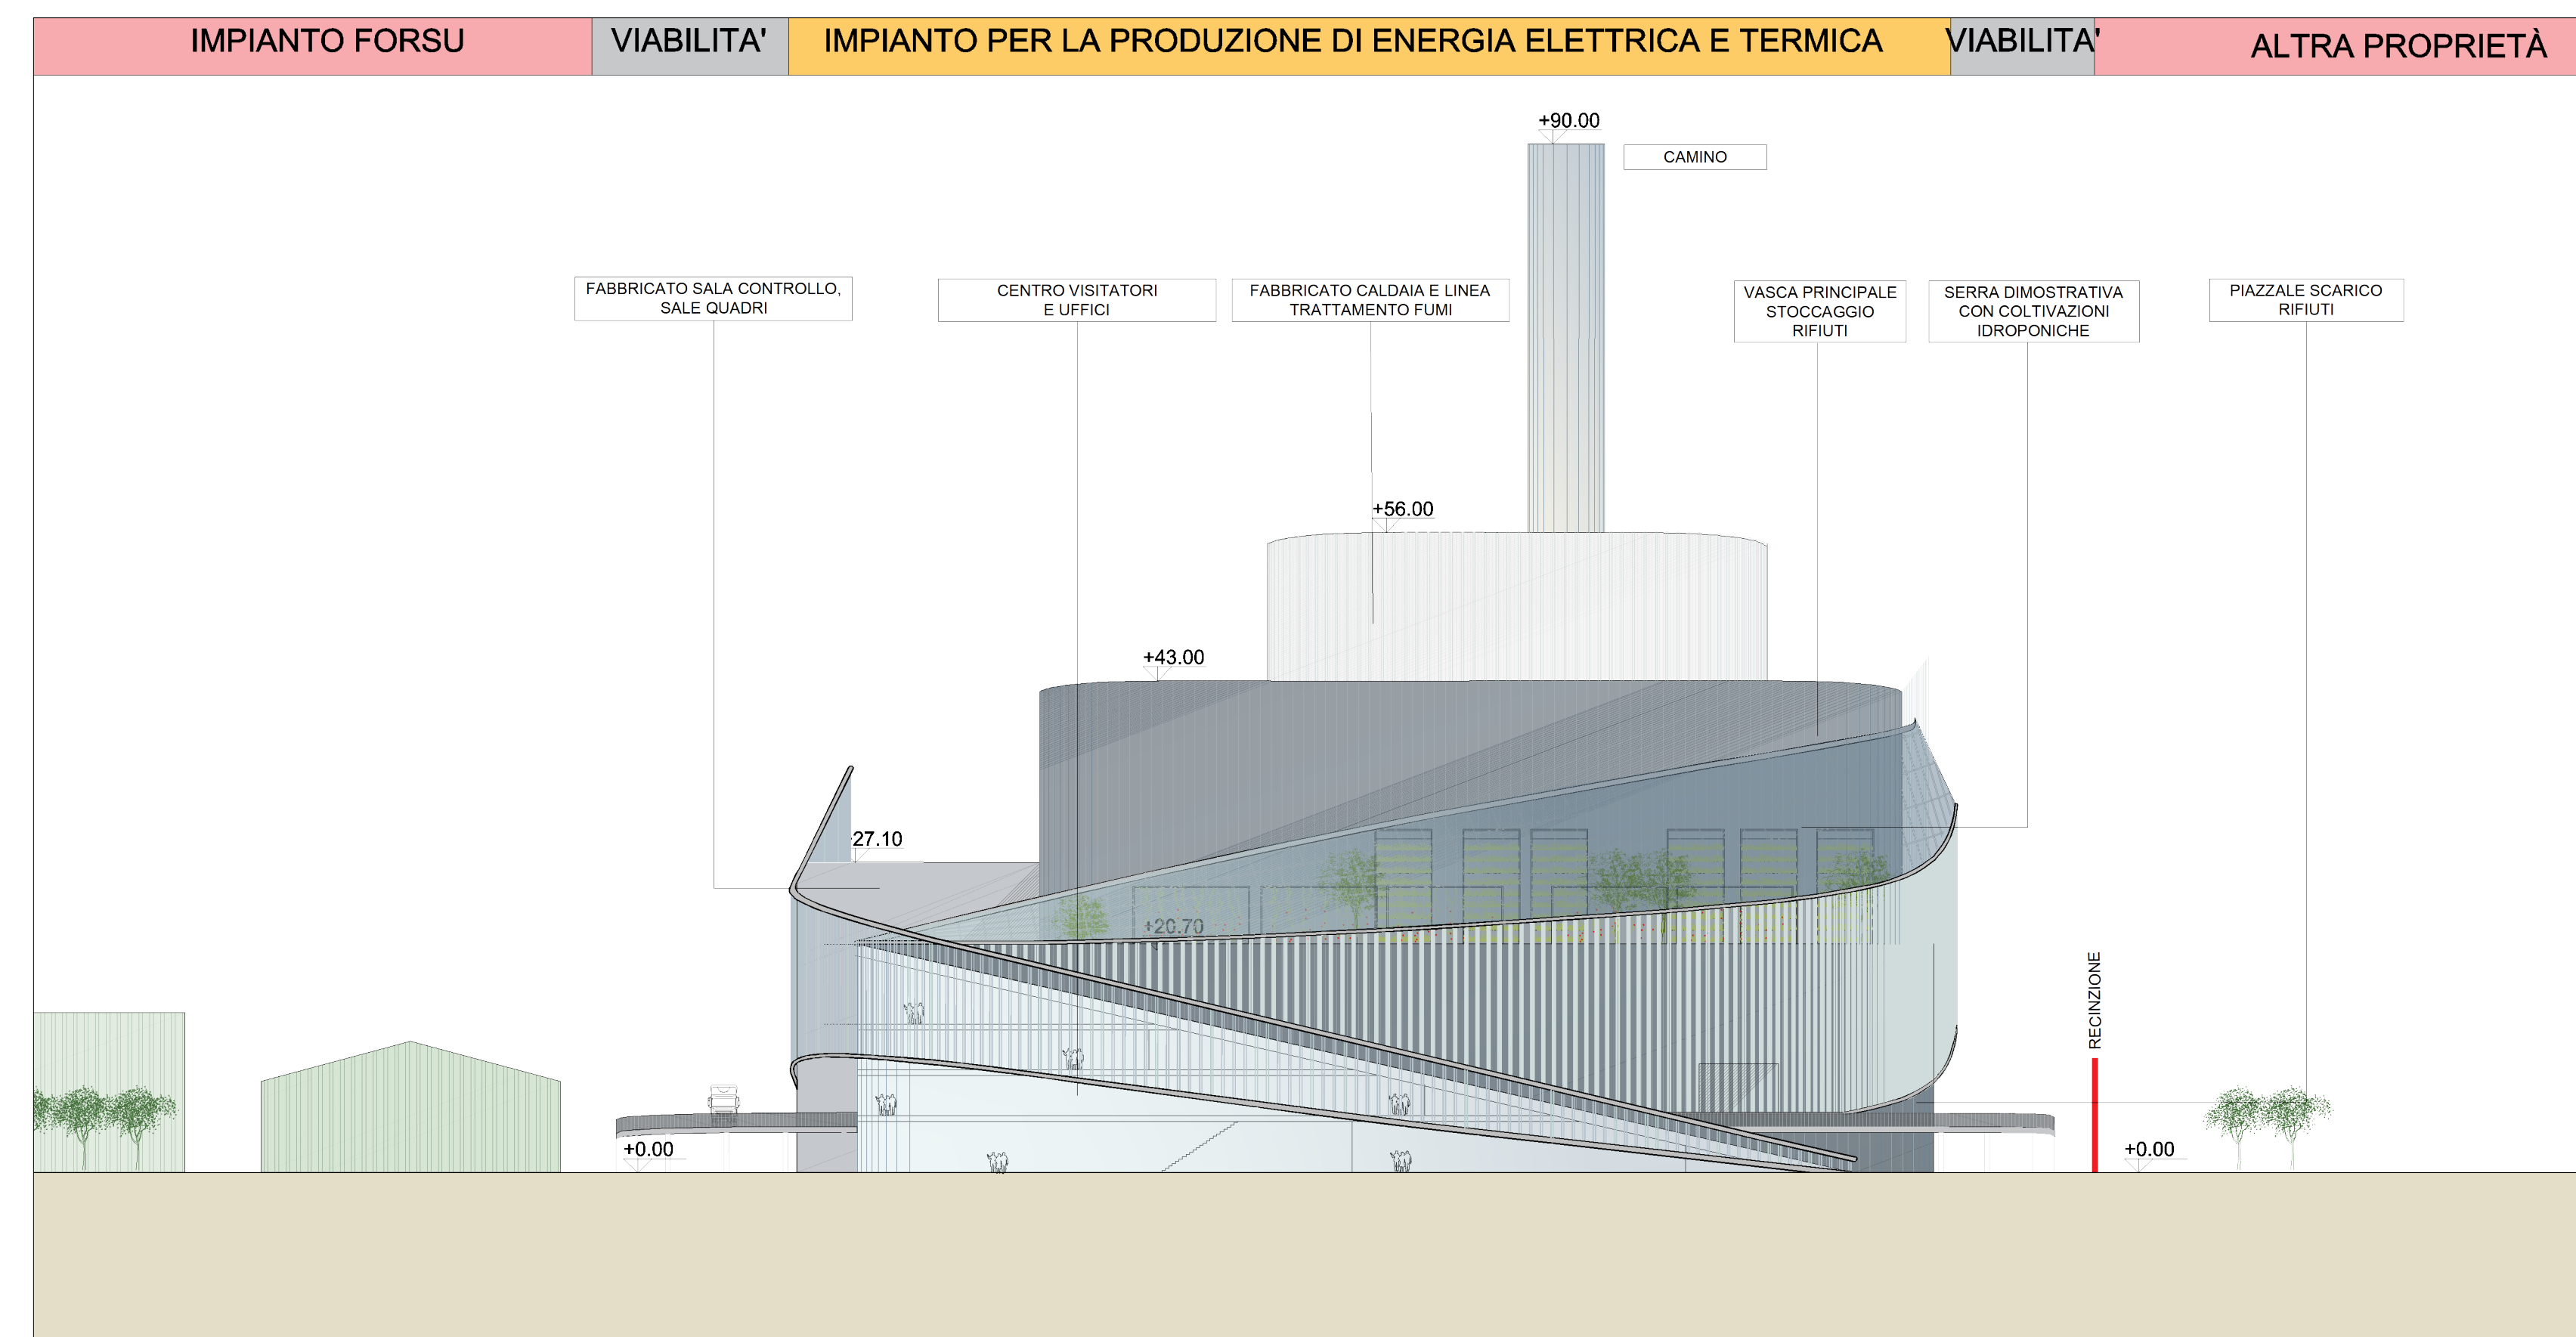 IMPIANTO FORSU
VIABILITA'
IMPIANTO PER LA PRODUZIONE DI ENERGIA ELETTRICA E TERMICA
VIABILITA'
ALTRA PROPRIETÀ
+90.00
CAMINO
FABBRICATO SALA CONTROLLO,
SALE QUADRI
CENTRO VISITATORI
E UFFICI
FABBRICATO CALDAIA E LINEA
TRATTAMENTO FUMI
VASCA PRINCIPALE
STOCCAGGIO
RIFIUTI
SERRA DIMOSTRATIVA
CON COLTIVAZIONI
IDROPONICHE
PIAZZALE SCARICO
RIFIUTI
+56.00
+43.00
27.10
+20.70
RECINZIONE
+0.00
+0.00